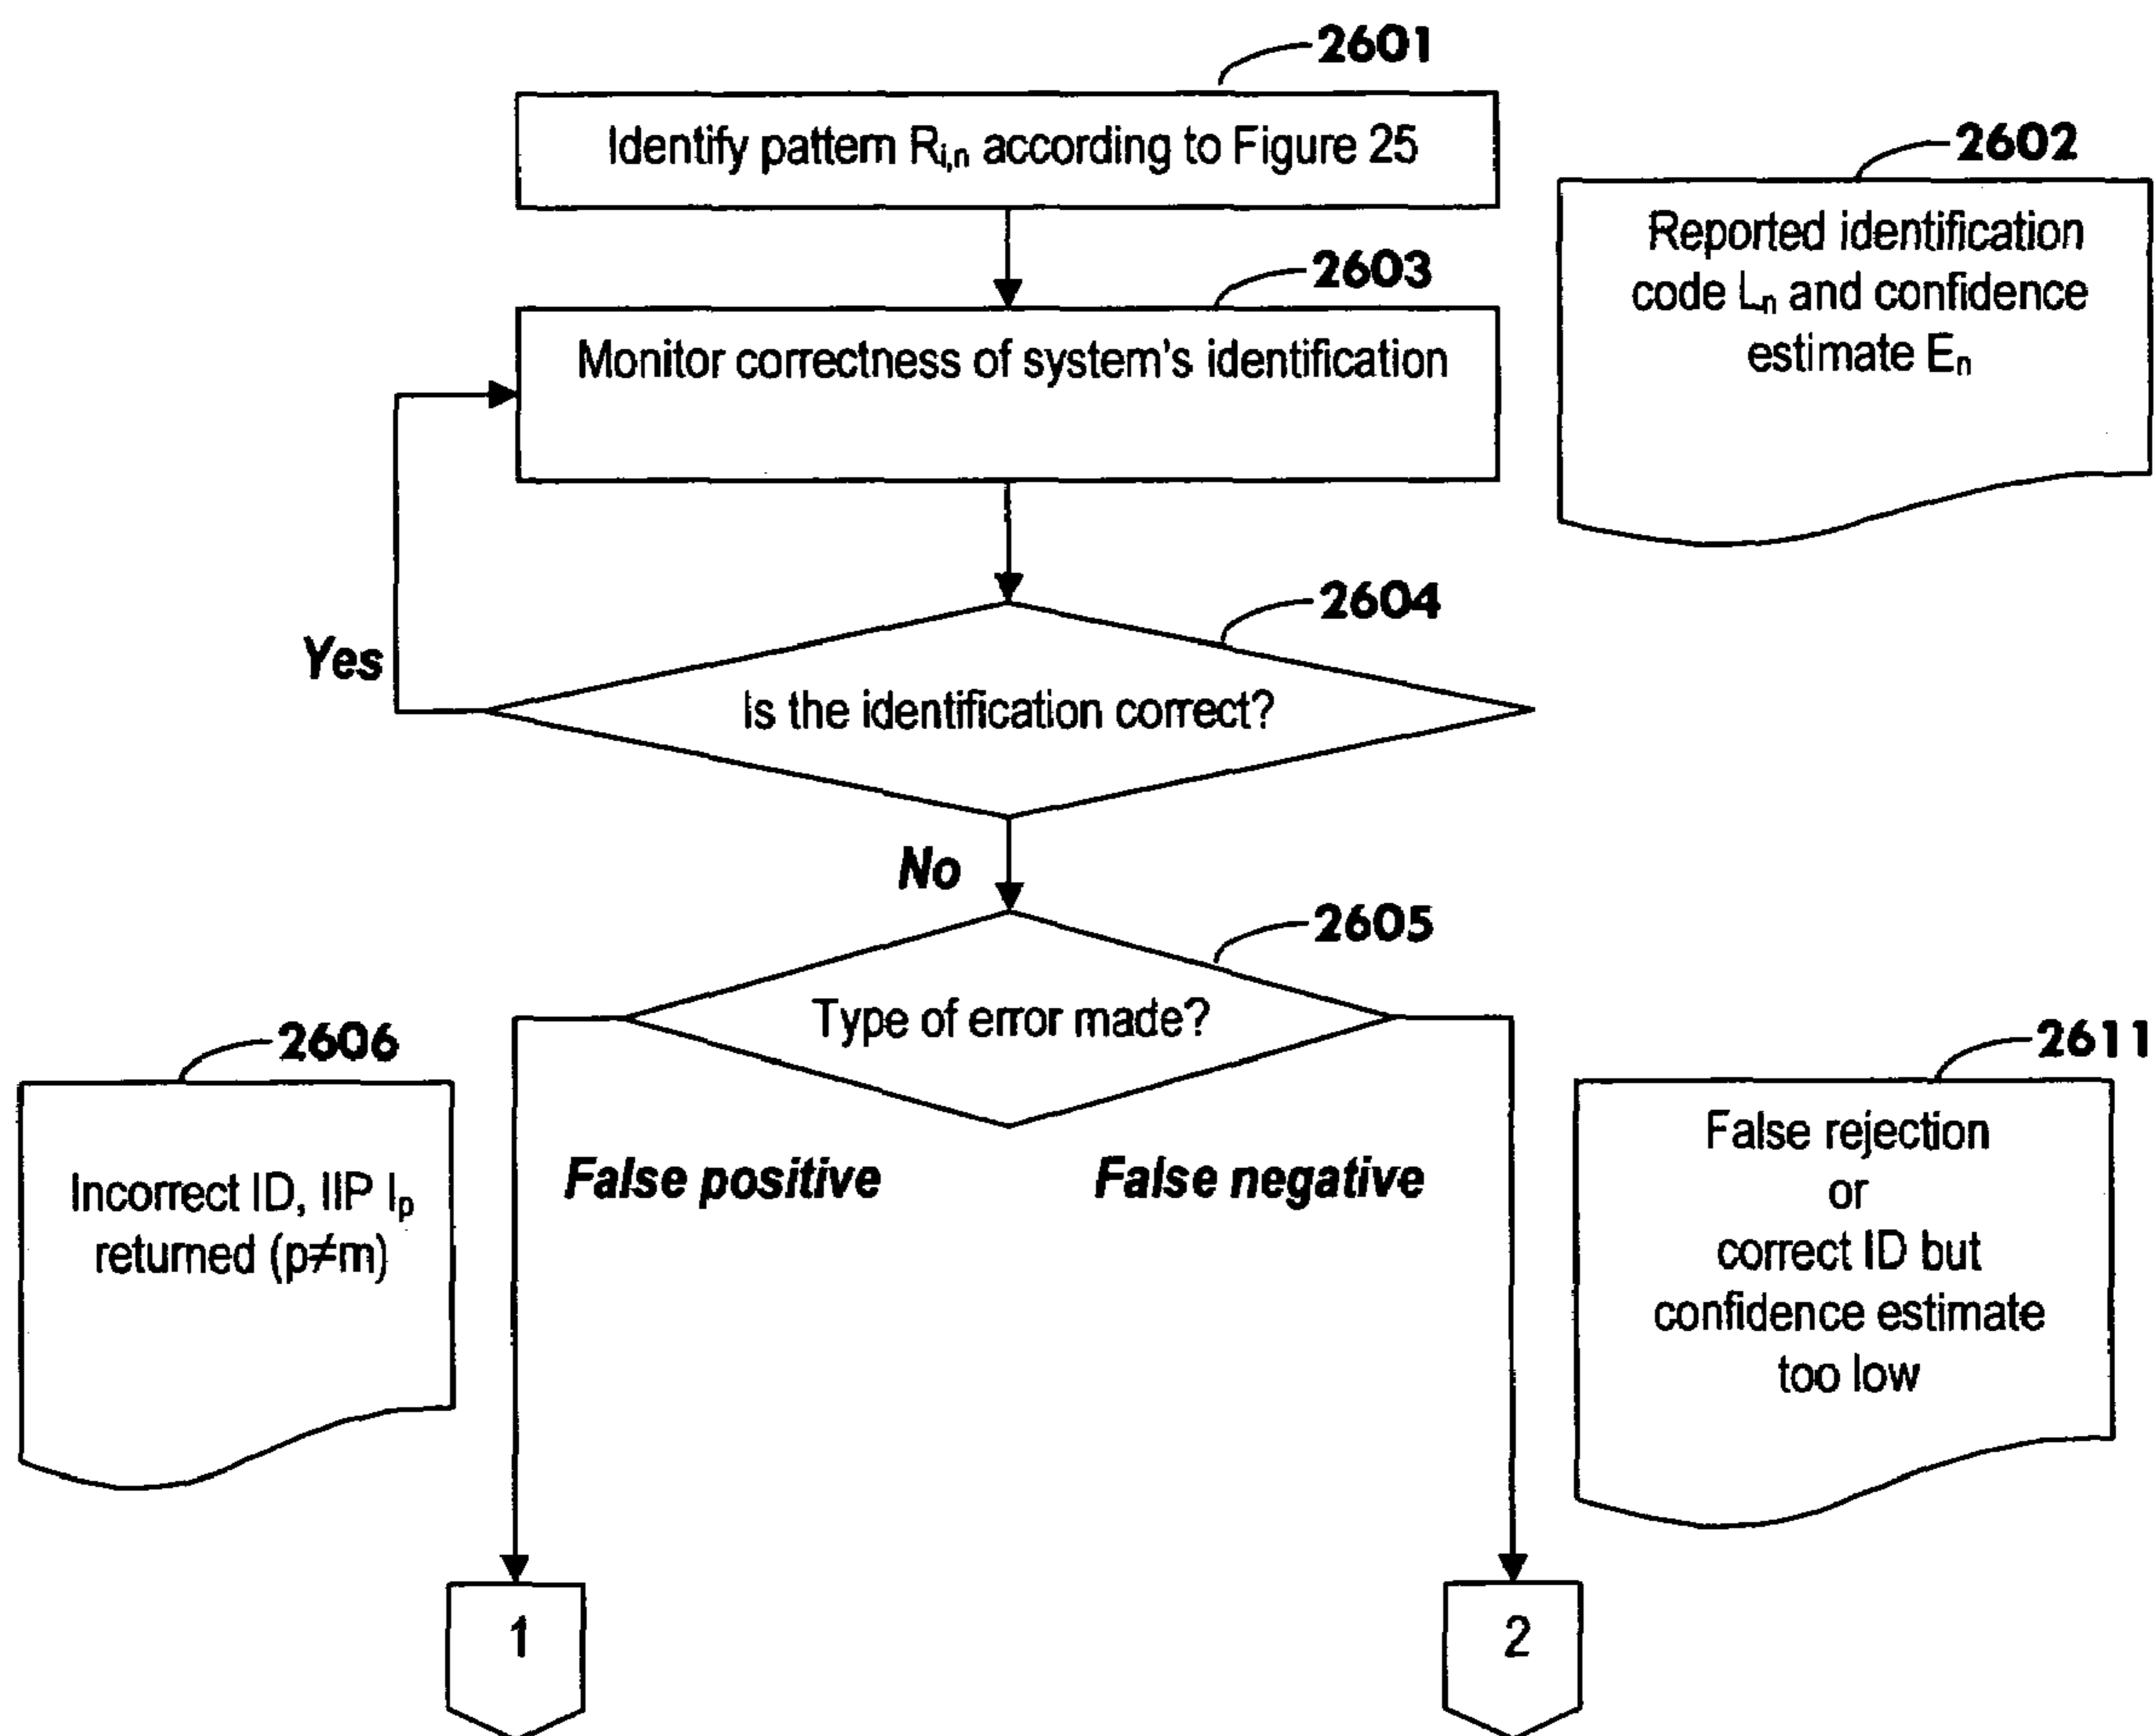 2601
Identify pattern Ri,n according to Figure 25
2602
Reported identification
code Ln and confidence
estimate En
2603
Monitor correctness of system's identification
2604
Yes
Is the identification correct?
No
2605
Type of error made?
2606
Incorrect ID, IIP Ip
returned (p≠m)
False positive
False negative
2611
False rejection
or
correct ID but
confidence estimate
too low
1
2